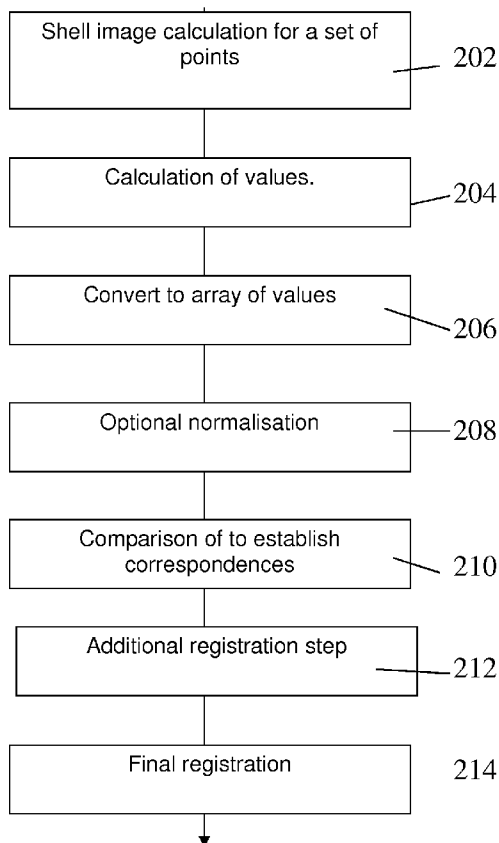 Shell image calculation for a set of
points
202
Calculation of values.
204
Convert to array of values
206
Optional normalisation
208
Comparison of to establish
correspondences
210
Additional registration step
212
Final registration
214